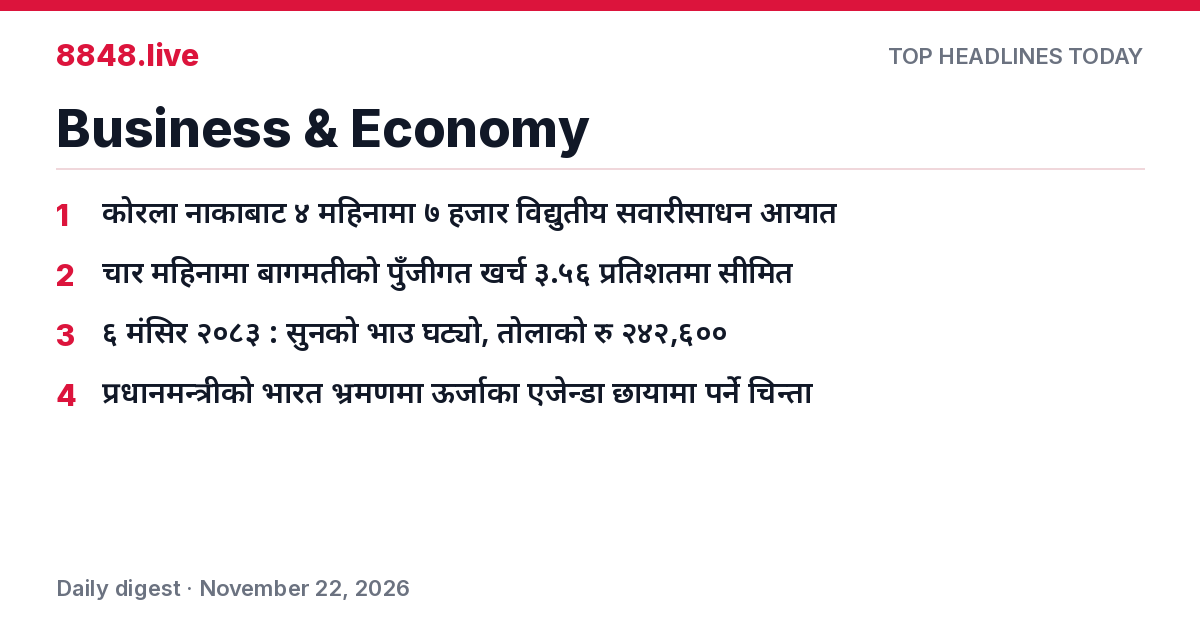 8848.live
TOP HEADLINES TODAY
Business & Economy
1 कोरला नाकाबाट ४ महिनामा ७ हजार विद्युतीय सवारीसाधन आयात
2 चार महिनामा बागमतीको पुँजीगत खर्च ३.५६ प्रतिशतमा सीमित
3 ६ मंसिर २०८३ : सुनको भाउ घट्यो, तोलाको रु २४२,६००
4 प्रधानमन्त्रीको भारत भ्रमणमा ऊर्जाका एजेन्डा छायामा पर्ने चिन्ता
Daily digest · November 22, 2026